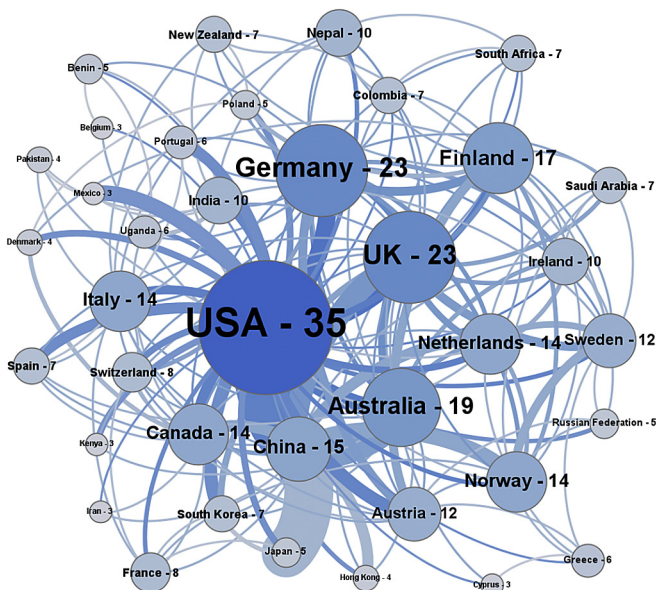 New Zealand - 7
Nepal - 10
South Africa - 7
Benin - 5
Poland - 5
Colombia - 7
Belgium - 3
Portugal - 6
Germany - 23
Finland - 17
Pakistan - 4
Mexico - 3
India - 10
Saudi Arabia - 7
Uganda - 6
Denmark - 4
UK - 23
Ireland - 10
Italy - 14
USA - 35
Netherlands - 14
Sweden - 12
Spain - 7
Switzerland - 8
Australia - 19
Russian Federation - 5
Canada - 14
China - 15
Kenya - 3
Norway - 14
Iran - 3
South Korea - 7
Austria - 12
Japan - 5
France - 8
Hong Kong - 4
Cyprus - 3
Greece - 6